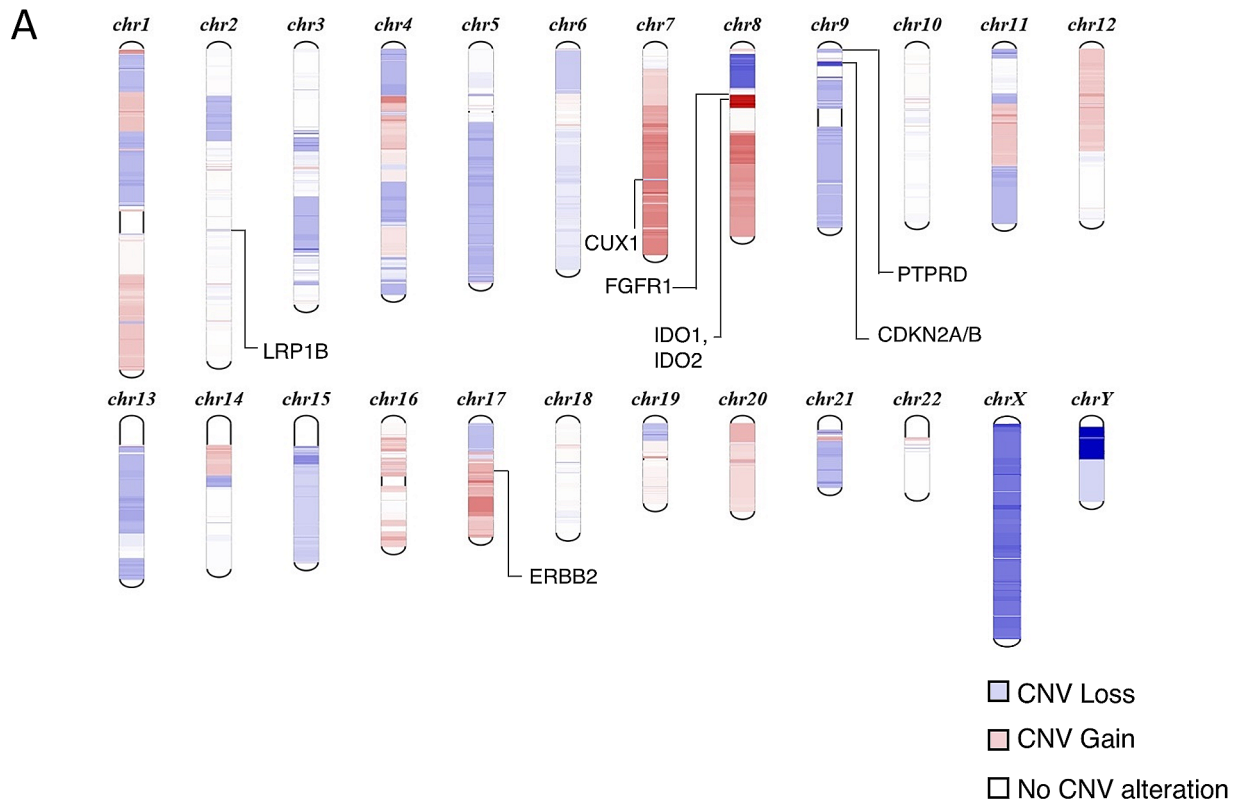 A
chr1 chr2 chr3 chr4 chr5 chr6 chr7 chr8 chr9 chr10 chr11 chr12
CUX1
PTPRD
FGFR1
IDO1,
IDO2
CDKN2A/B
LRP1B
chr13 chr14 chr15 chr16 chr17 chr18 chr19 chr20 chr21 chr22 chrX chrY
ERBB2
CNV Loss
CNV Gain
No CNV alteration